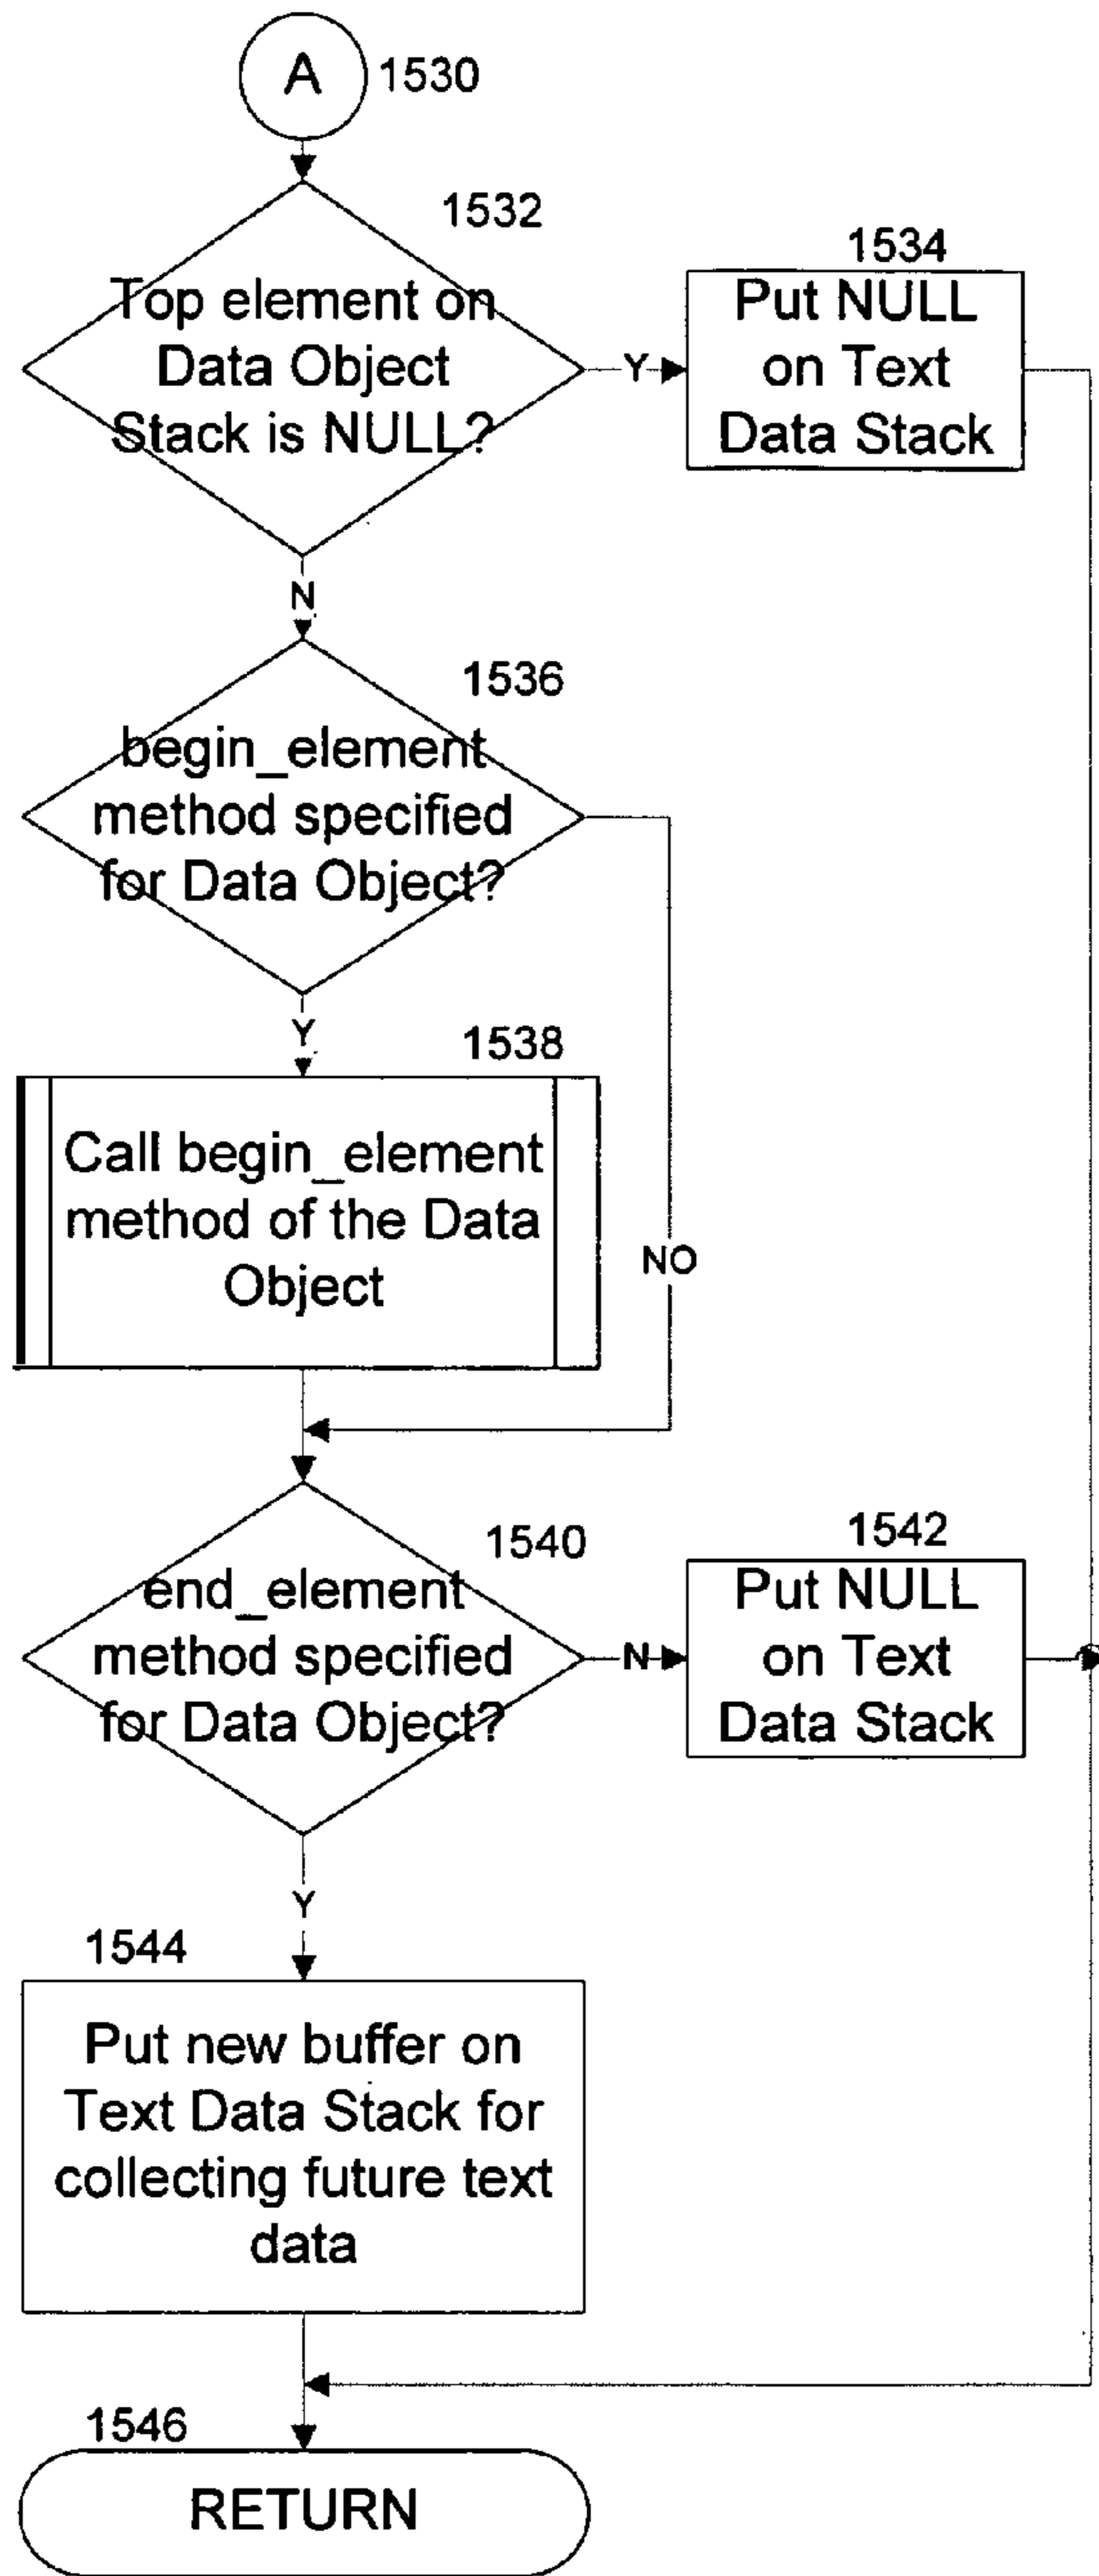 A
1530
1532
Top element on
Data Object
Stack is NULL?
Y
1534
Put NULL
on Text
Data Stack
N
1536
begin_element
method specified
for Data Object?
Y
NO
1538
Call begin_element
method of the Data
Object
1540
end_element
method specified
for Data Object?
N
1542
Put NULL
on Text
Data Stack
Y
1544
Put new buffer on
Text Data Stack for
collecting future text
data
1546
RETURN